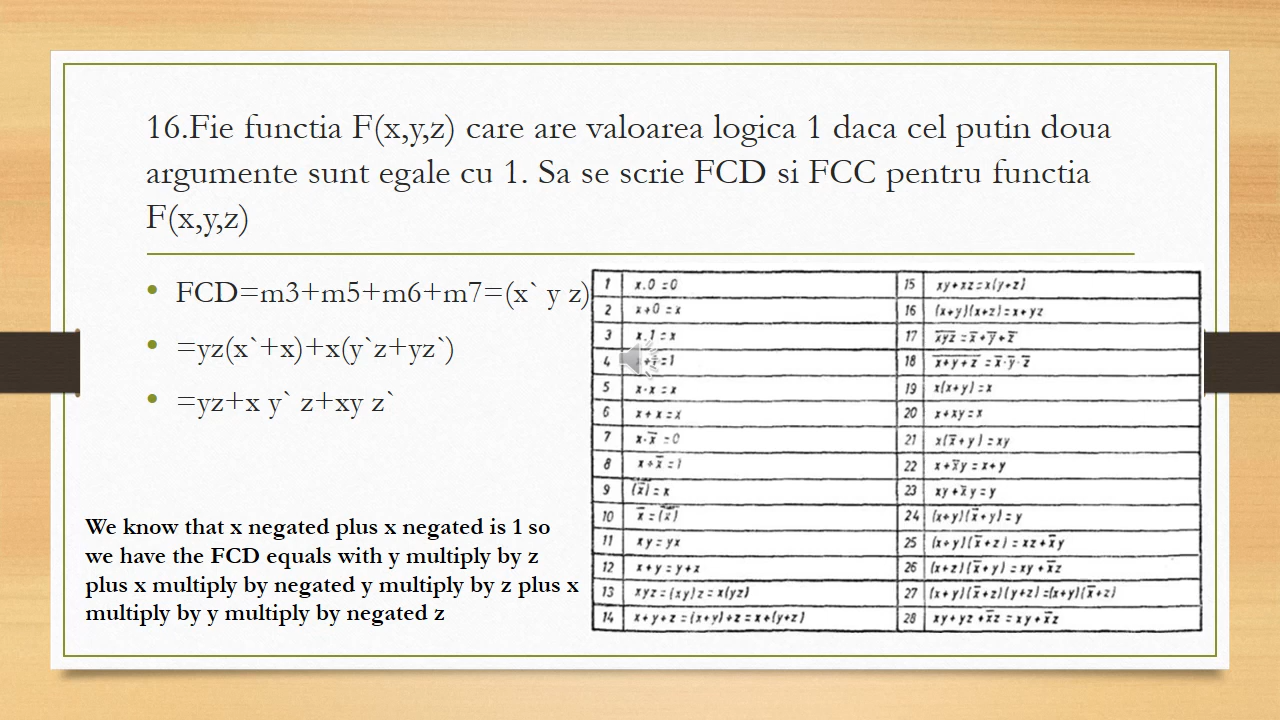 16.Fie functia F(x,y,z) care are valoarea logica 1 daca cel putin doua
argumente sunt egale cu 1. Sa se scrie FCD si FCC pentru functia
F(x,y,z)
• FCD=m3+m5+m6+m7=(x` y z)
• =yz(x`+x)+x(y`z+yz`)
• =yz+x y` z+xy z`
We know that x negated plus x negated is 1 so
we have the FCD equals with y multiply by z
plus x multiply by negated y multiply by z plus x
multiply by y multiply by negated z
1 x.0 =0
2 x+0 =x
3 x.1 =x
4 +1=1
5 x·x =x
6 x+x=x
7 x·x̅ =0
8 x+x̅=1
9 (x̅)=x
10 x̅=(x̅)
11 xy=yx
12 x+y=y+x
13 xyz=(xy)z=x(yz)
14 x+y+z=(x+y)+z=x+(y+z)
15 xy+xz=x(y+z)
16 (x+y)(x+z)=x+yz
17 x̅y̅z̅=x̅+y̅+z̅
18 x̅+̅y̅+̅z̅ =x̅·y̅·z̅
19 x(x+y)=x
20 x+xy=x
21 x(x̅+y)=xy
22 x+x̅y=x+y
23 xy+x̅y=y
24 (x+y)(x̅+y)=y
25 (x+y)(x̅+z)=xz+x̅y
26 (x+z)(x̅+y)=xy+x̅z
27 (x+y)(x̅+z)(y+z)=(x+y)(x̅+z)
28 xy+yz+x̅z=xy+x̅z